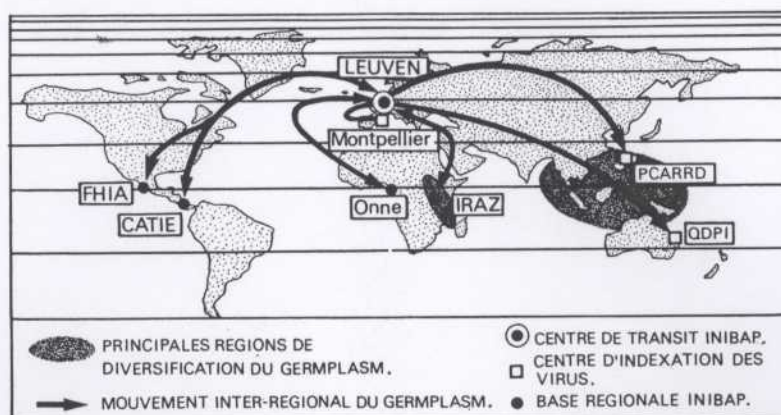 LEUVEN
Montpellier
PCARRD
FHIA
Onne
IRAZ
CATIE
QDPI
PRINCIPALES REGIONS DE
DIVERSIFICATION DU GERMPLASM.
MOUVEMENT INTER-REGIONAL DU GERMPLASM.
CENTRE DE TRANSIT INIBAP.
CENTRE D'INDEXATION DES
VIRUS.
BASE REGIONALE INIBAP.